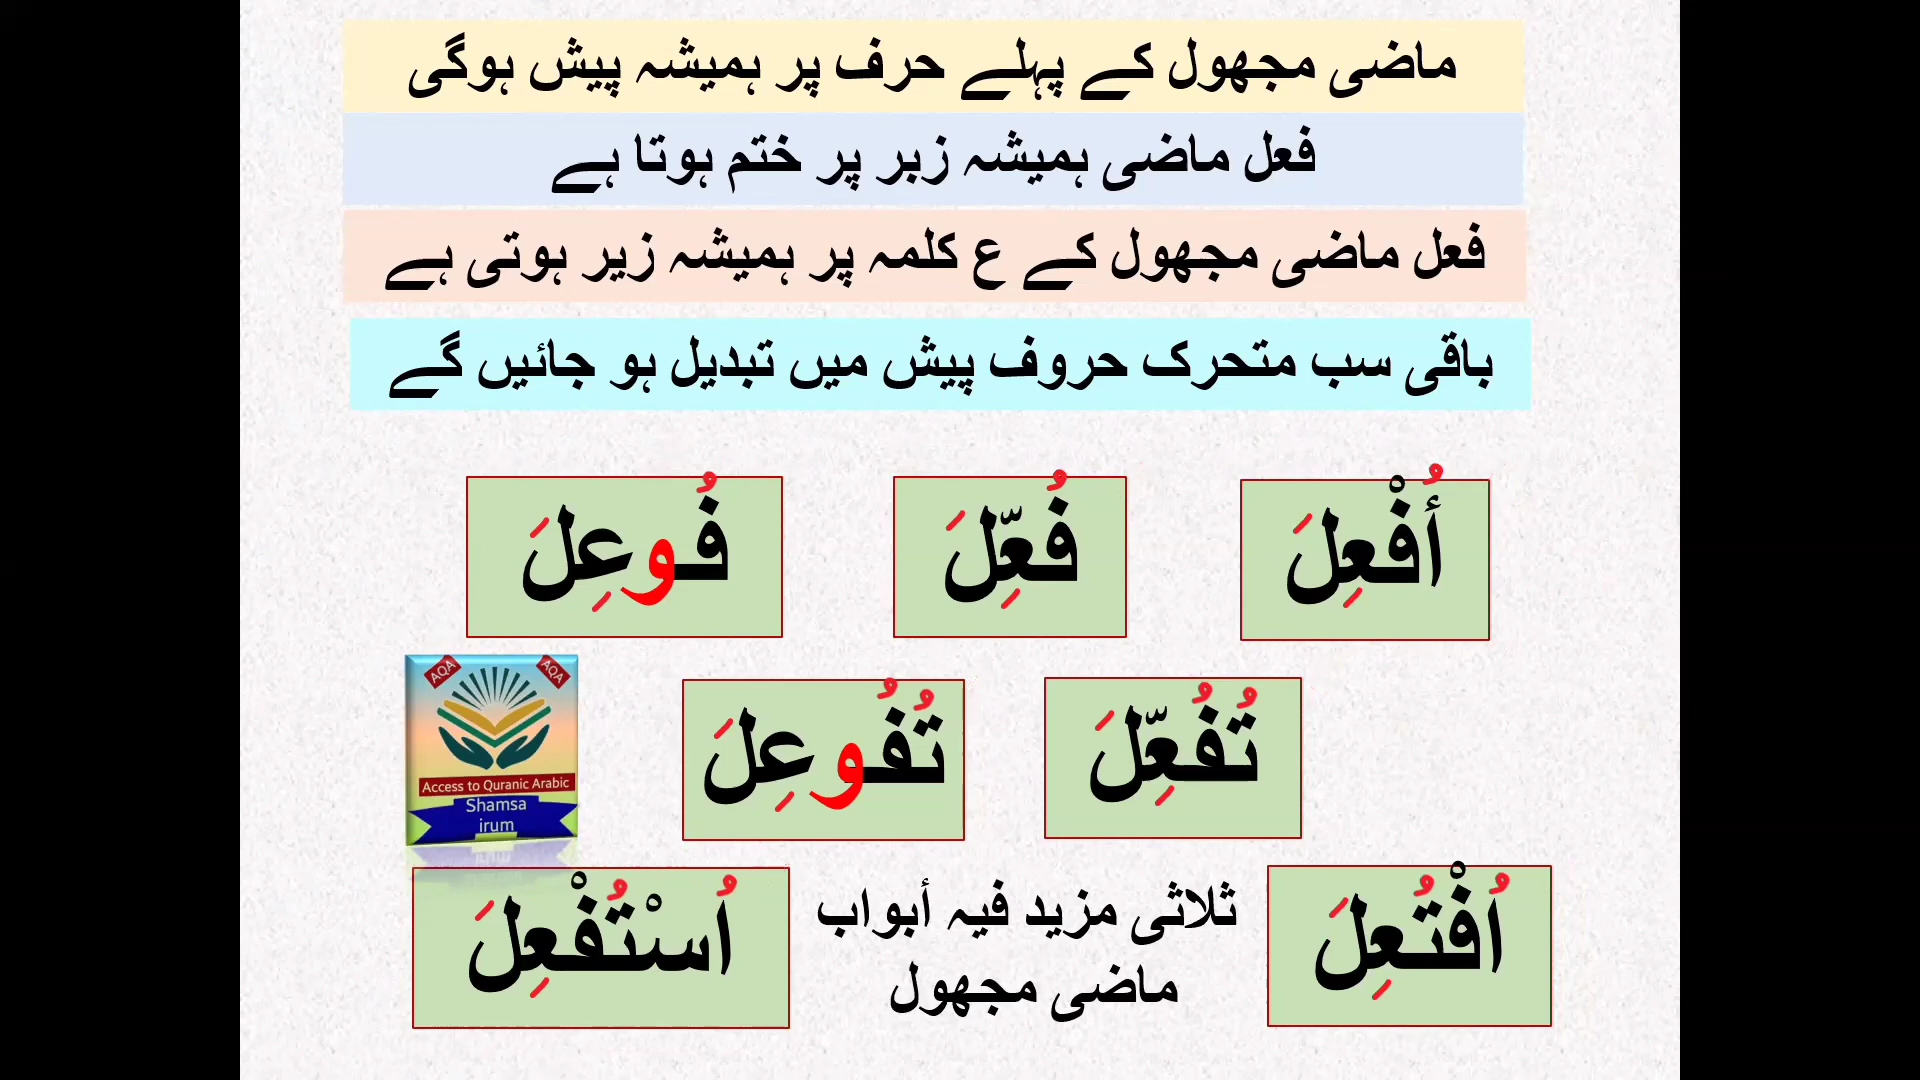 ماضی مجھول کے پہلے حرف پر ہمیشہ پیش ہوگی
فعل ماضی ہمیشہ زبر پر ختم ہوتا ہے
فعل ماضی مجھول کے ع کلمہ پر ہمیشہ زیر ہوتی ہے
باقی سب متحرک حروف پیش میں تبدیل ہو جائیں گے
أُفْعِلَ
فُعِّلَ
فُوعِلَ
تُفُعِّلَ
تُفُوعِلَ
AQA
AQA
Access to Quranic Arabic
Shamsa
irum
اُفْتُعِلَ
ثلاثی مزید فیہ أبواب
ماضی مجھول
اُسْتُفْعِلَ